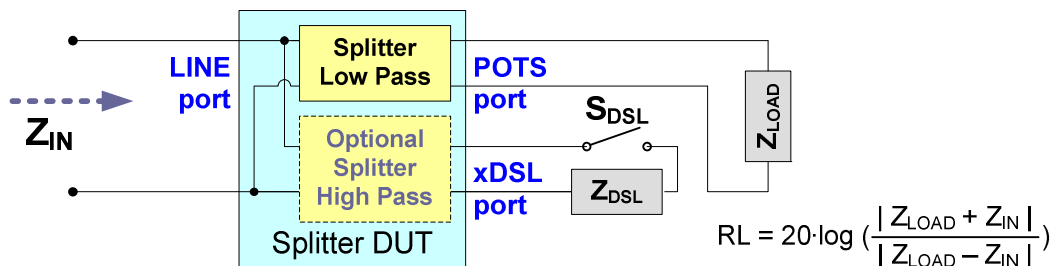 Splitter
Low Pass
LINE
port
POTS
port
Z_IN
Optional
Splitter
High Pass
S_DSL
Z_LOAD
xDSL
port
Z_DSL
Splitter DUT
RL = 20·log (| Z_LOAD + Z_IN | / | Z_LOAD – Z_IN |)